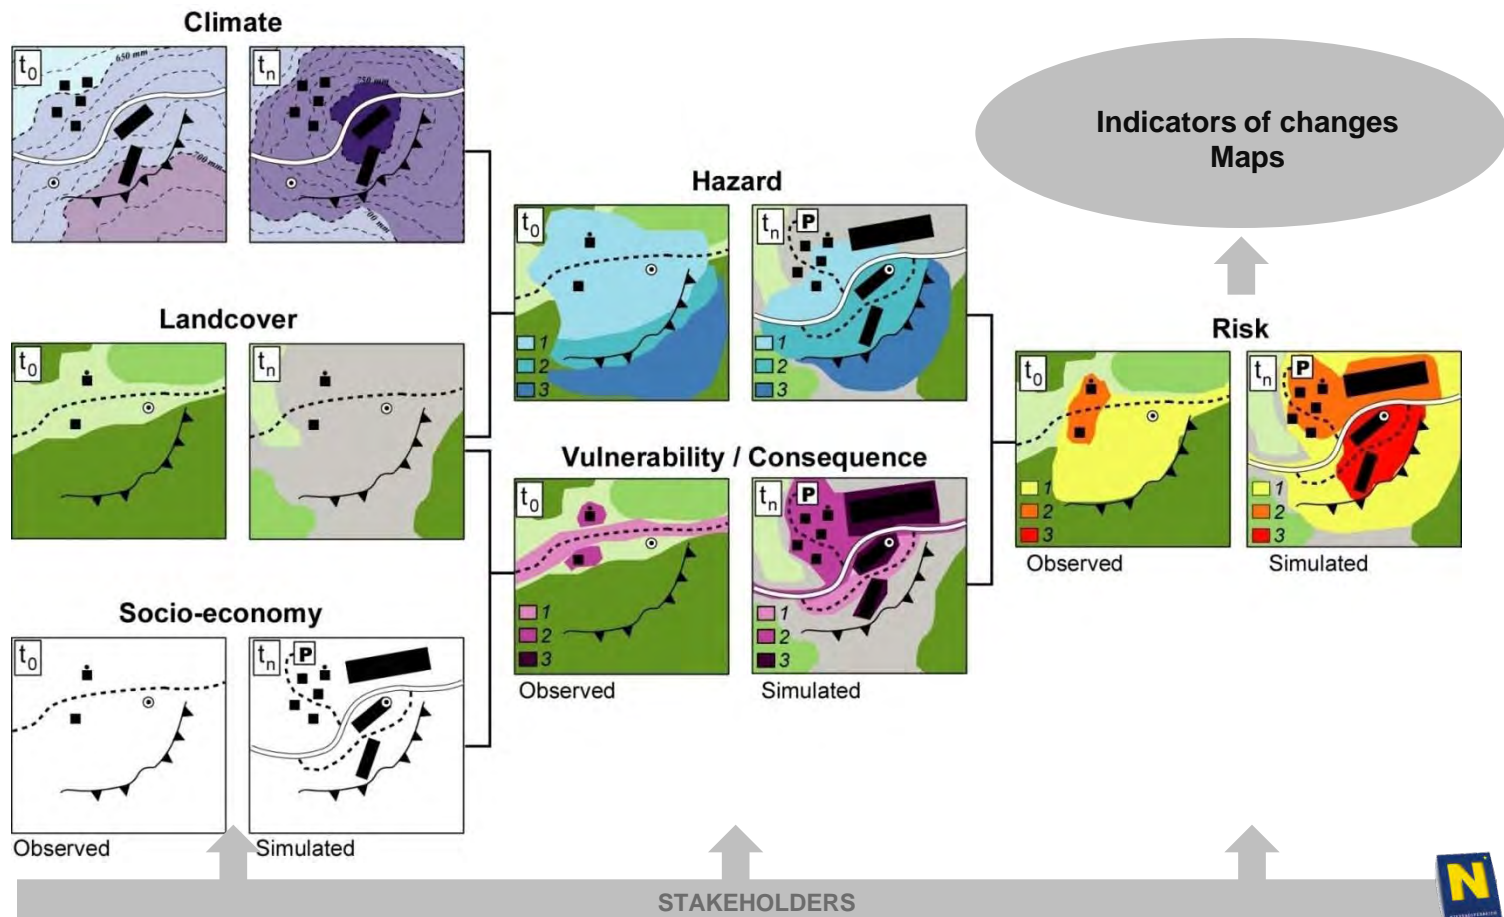 Climate
t0
650 mm
700 mm
tn
750 mm
700 mm
Landcover
t0
tn
Socio-economy
t0
tn
P
Observed
Simulated
Hazard
t0
1
2
3
tn
P
1
2
3
Vulnerability / Consequence
t0
1
2
3
tn
P
1
2
3
Observed
Simulated
Indicators of changes
Maps
Risk
t0
1
2
3
tn
P
1
2
3
Observed
Simulated
STAKEHOLDERS
N